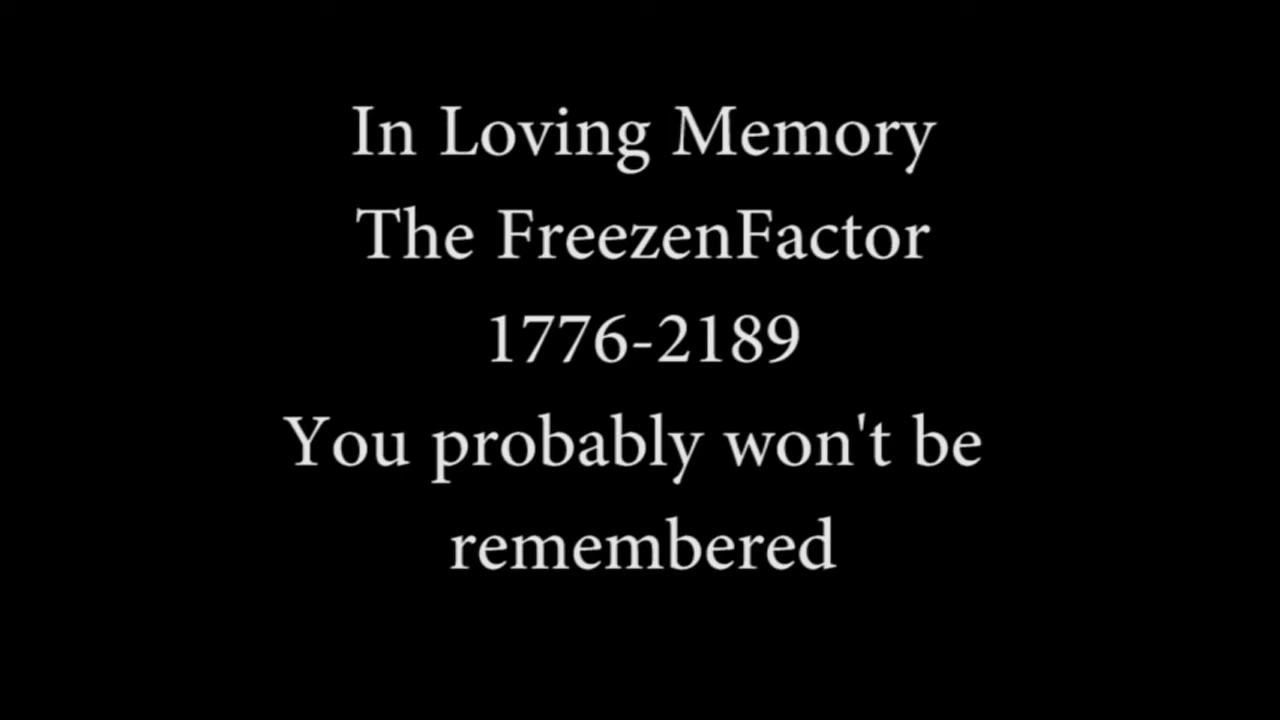 In Loving Memory
The FreezenFactor
1776-2189
You probably won't be
remembered